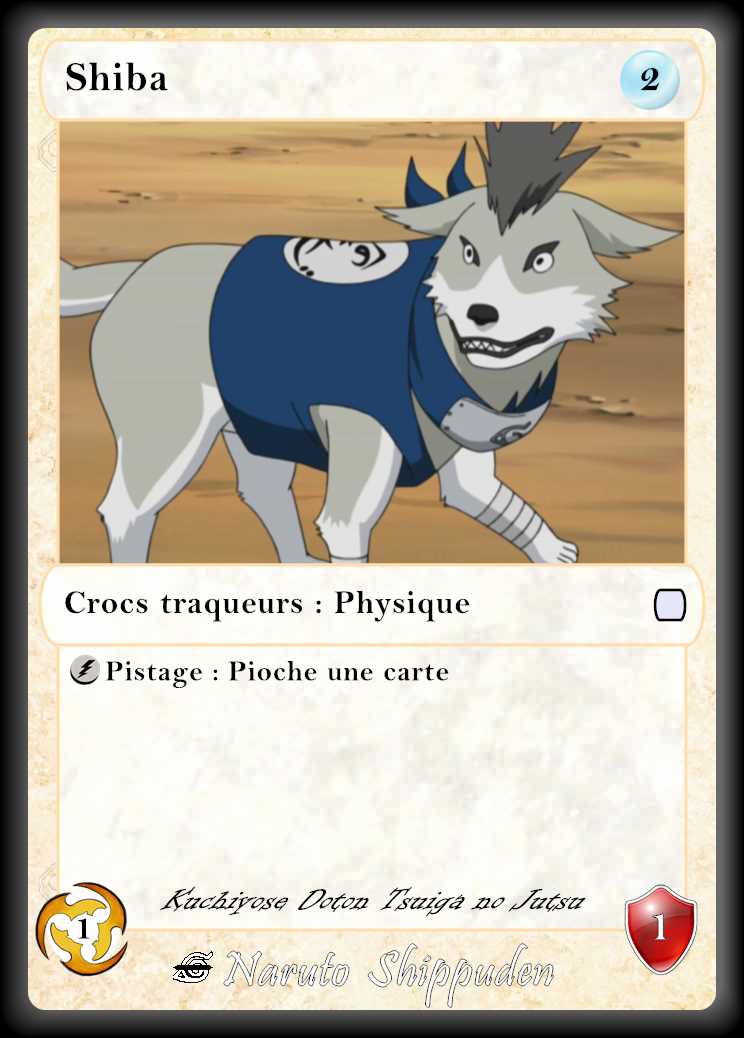 Shiba
2
Crocs traqueurs : Physique
Pistage : Pioche une carte
Kuchiyose Doton Tsuiga no Jutsu
1
1
Naruto Shippuden